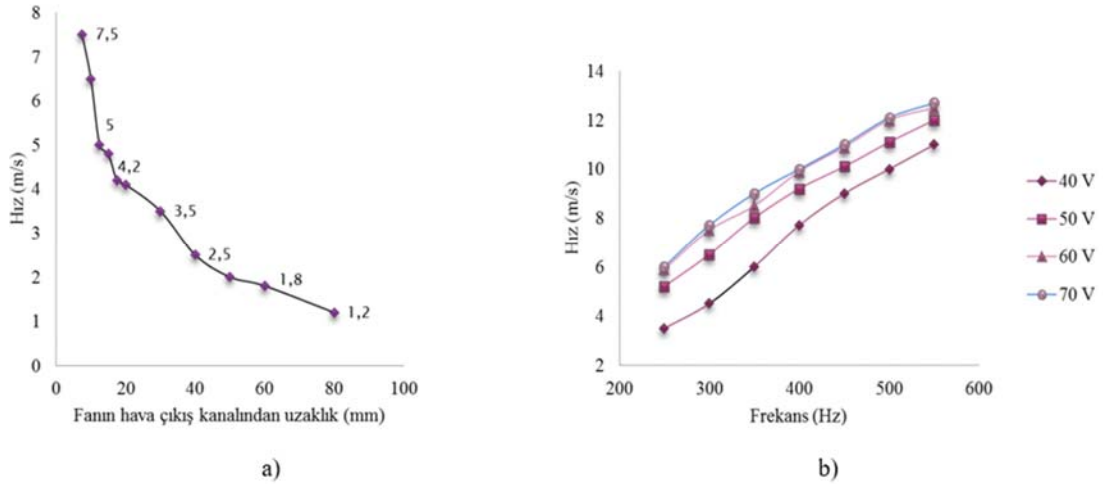 8
7
6
5
4
3
2
1
0
7,5
5
4,2
3,5
2,5
1,8
1,2
Hız (m/s)
0 20 40 60 80 100
Fanın hava çıkış kanalından uzaklık (mm)
a)
14
12
10
8
6
4
2
Hız (m/s)
200 300 400 500 600
Frekans (Hz)
40 V
50 V
60 V
70 V
b)